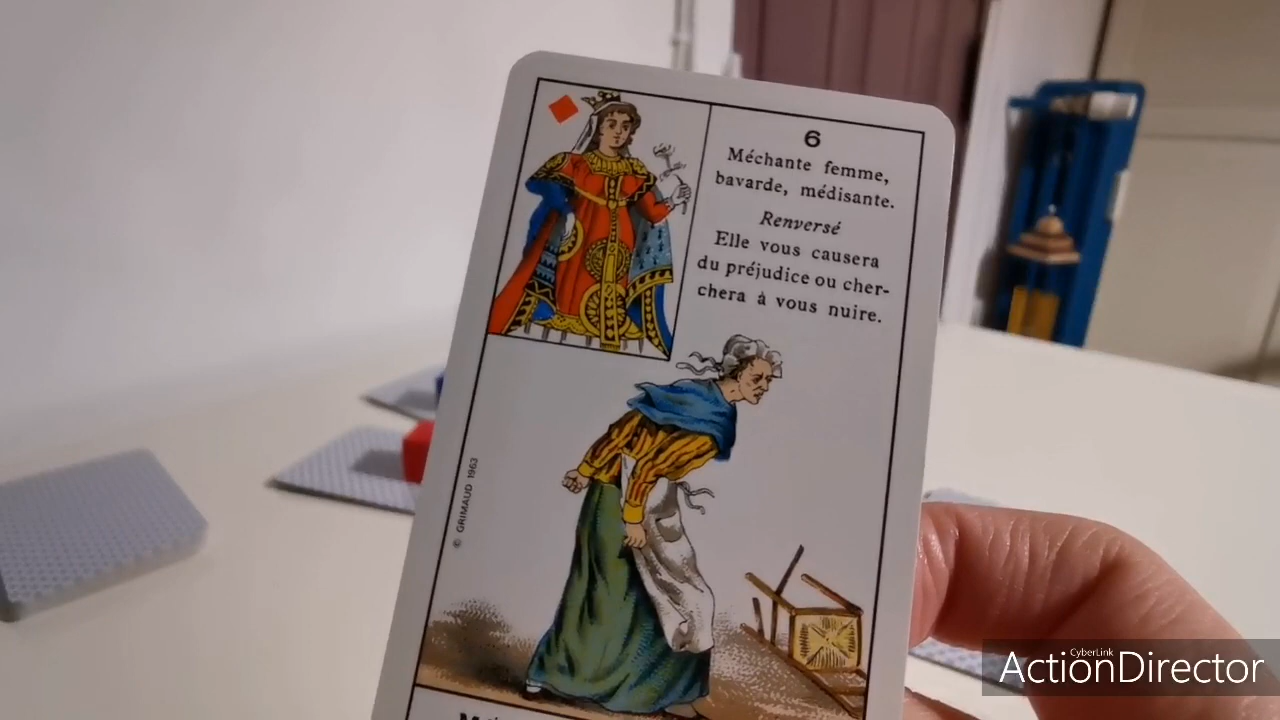 6
Méchante femme,
bavarde, médisante.
Renversé
Elle vous causera
du préjudice ou cher-
chera à vous nuire.
© GRIMAUD 1963
CyberLink
ActionDirector